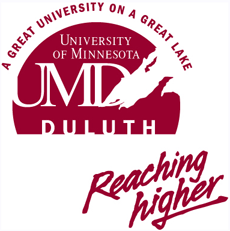 A GREAT UNIVERSITY ON A GREAT LAKE
UNIVERSITY
OF MINNESOTA
UMD
DULUTH
Reaching
higher